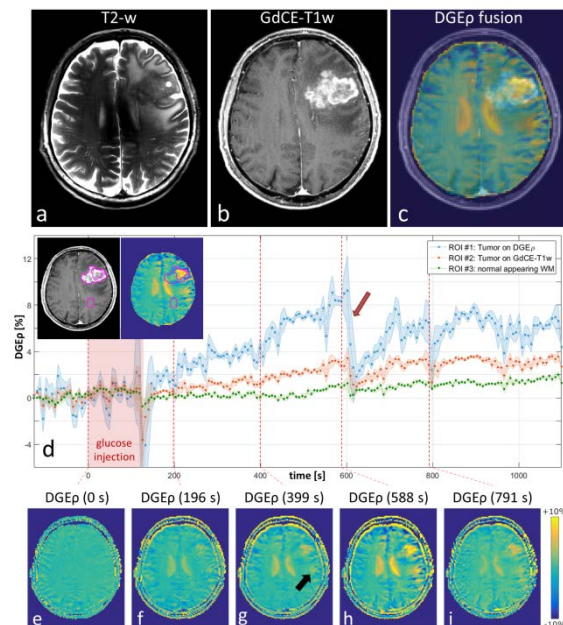 T2-w
GdCE-T1w
DGEρ fusion
a
b
c
ROI #1: Tumor on DGEρ
ROI #2: Tumor on GdCE-T1w
ROI #3: normal appearing WM
DGEρ [%]
12
8
4
0
-4
d
glucose
injection
0
200
400
600
800
1000
time [s]
DGEρ (0 s)
DGEρ (196 s)
DGEρ (399 s)
DGEρ (588 s)
DGEρ (791 s)
e
f
g
h
i
+10%
-10%